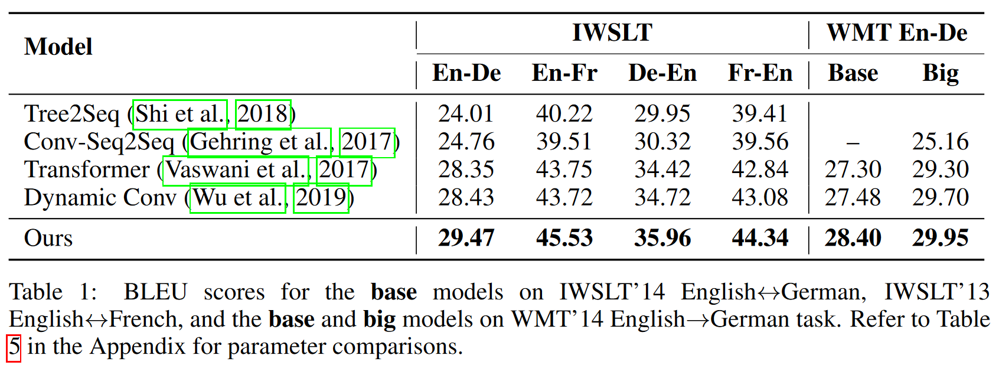 Model IWSLT WMT En-De
En-De En-Fr De-En Fr-En Base Big
Tree2Seq (Shi et al., 2018) 24.01 40.22 29.95 39.41
Conv-Seq2Seq (Gehring et al., 2017) 24.76 39.51 30.32 39.56 – 25.16
Transformer (Vaswani et al., 2017) 28.35 43.75 34.42 42.84 27.30 29.30
Dynamic Conv (Wu et al., 2019) 28.43 43.72 34.72 43.08 27.48 29.70
Ours 29.47 45.53 35.96 44.34 28.40 29.95
Table 1: BLEU scores for the base models on IWSLT’14 English↔German, IWSLT’13
English↔French, and the base and big models on WMT’14 English→German task. Refer to Table
5 in the Appendix for parameter comparisons.